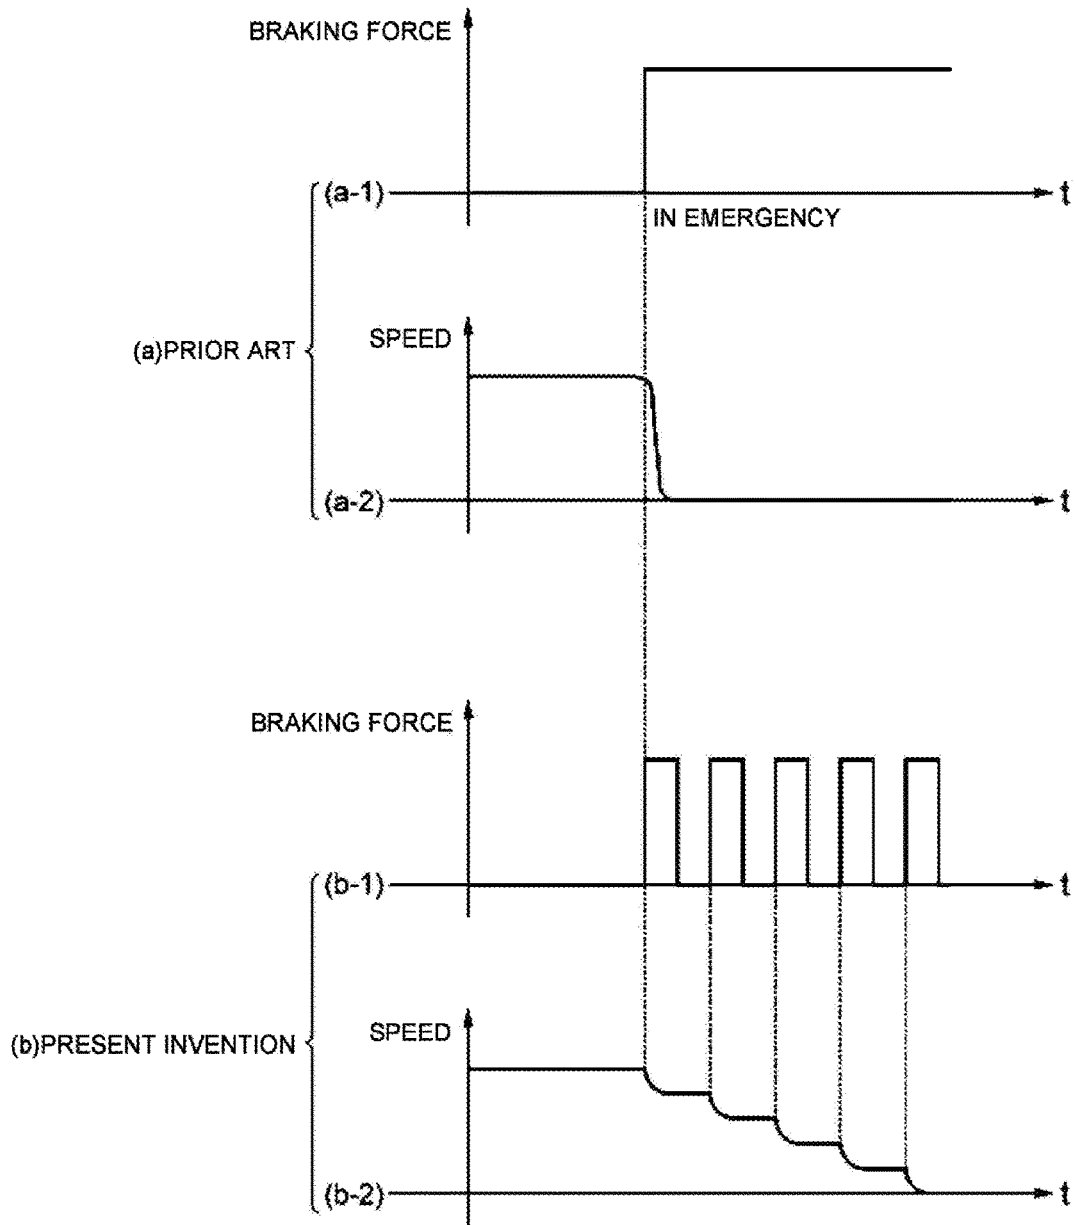 BRAKING FORCE
(a-1)
t
IN EMERGENCY
SPEED
(a)PRIOR ART
(a-2)
t
BRAKING FORCE
(b-1)
t
SPEED
(b)PRESENT INVENTION
(b-2)
t